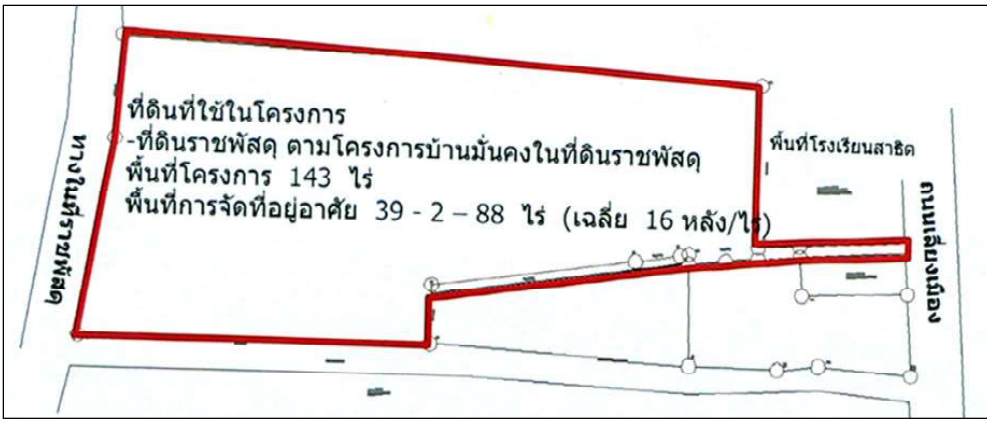 ที่ดินที่ใช้ในโครงการ
-ที่ดินราชพัสดุ ตามโครงการบ้านมั่นคงในที่ดินราชพัสดุ
พื้นที่โครงการ 143 ไร่
พื้นที่การจัดที่อยู่อาศัย 39 - 2 – 88 ไร่ (เฉลี่ย 16 หลัง/ไร่)
พื้นที่โรงเรียนสาธิต
ทางในที่ราชพัสดุ
ถนนเลี่ยงเมือง